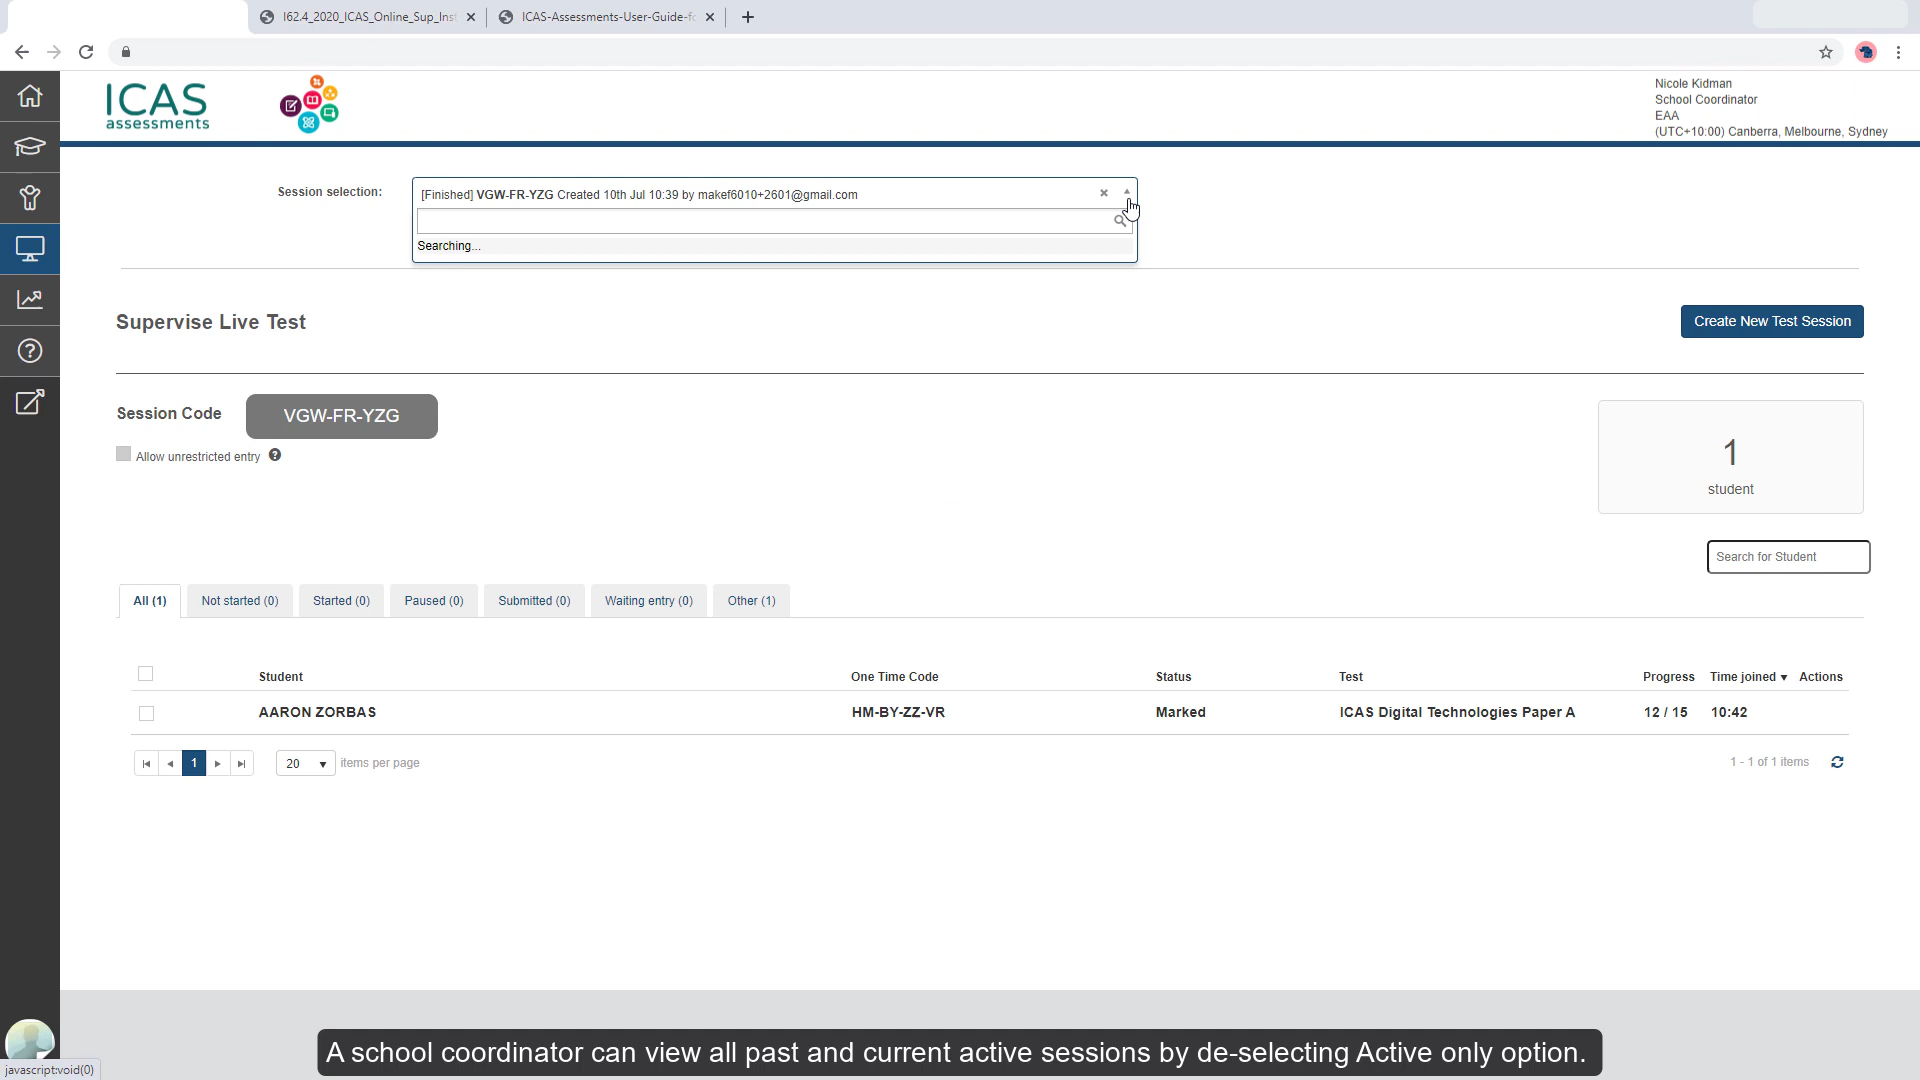 I62.4_2020_ICAS_Online_Sup_Inst
ICAS-Assessments-User-Guide-fo
ICAS
assessments
Nicole Kidman
School Coordinator
EAA
(UTC+10:00) Canberra, Melbourne, Sydney
Session selection:
[Finished] VGW-FR-YZG Created 10th Jul 10:39 by makef6010+2601@gmail.com
Searching...
Supervise Live Test
Create New Test Session
Session Code
VGW-FR-YZG
Allow unrestricted entry
1
student
Search for Student
All (1) Not started (0) Started (0) Paused (0) Submitted (0) Waiting entry (0) Other (1)
Student One Time Code Status Test Progress Time joined Actions
AARON ZORBAS HM-BY-ZZ-VR Marked ICAS Digital Technologies Paper A 12 / 15 10:42
1 20 items per page 1 - 1 of 1 items
A school coordinator can view all past and current active sessions by de-selecting Active only option.
javascript:void(0)